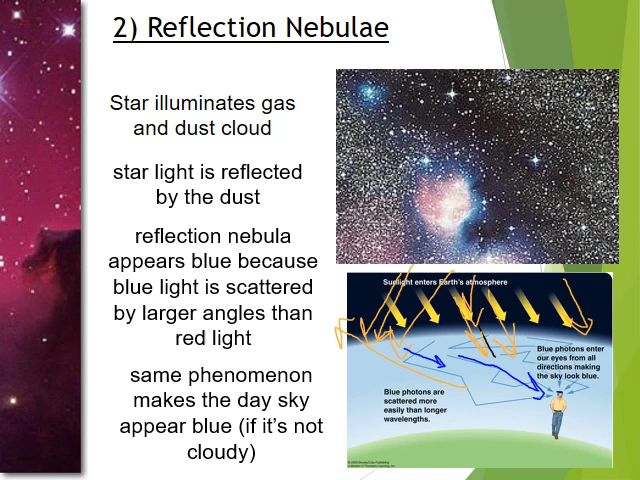 2) Reflection Nebulae
Star illuminates gas
and dust cloud
star light is reflected
by the dust
reflection nebula
appears blue because
blue light is scattered
by larger angles than
red light
same phenomenon
makes the day sky
appear blue (if it's not
cloudy)
Sunlight enters Earth's atmosphere
Blue photons enter
our eyes from all
directions making
the sky look blue.
Blue photons are
scattered more
easily than longer
wavelengths.